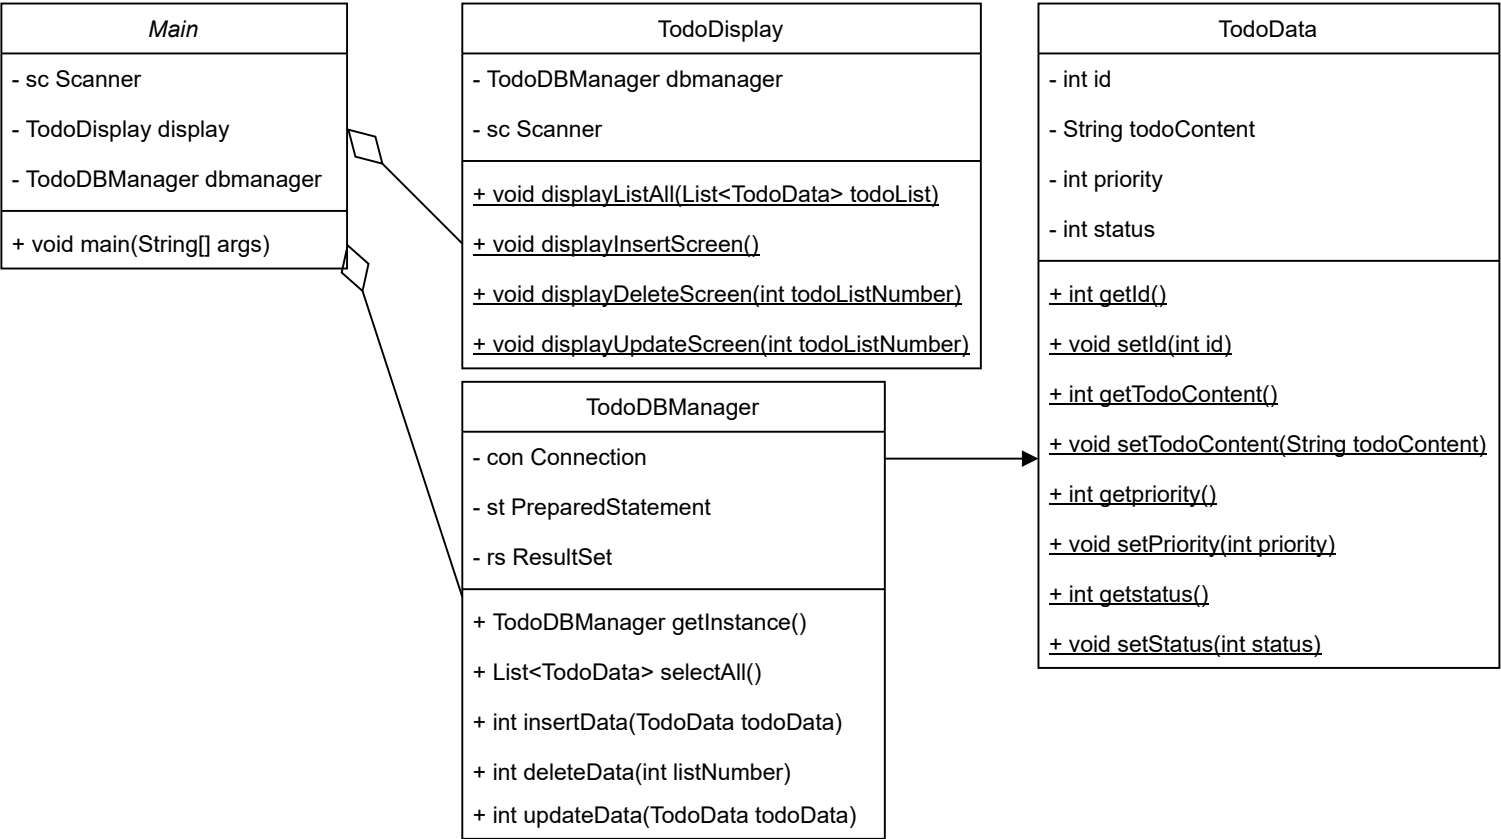 Main
- sc Scanner
- TodoDisplay display
- TodoDBManager dbmanager
+ void main(String[] args)
TodoDisplay
- TodoDBManager dbmanager
- sc Scanner
+ void displayListAll(List<TodoData> todoList)
+ void displayInsertScreen()
+ void displayDeleteScreen(int todoListNumber)
+ void displayUpdateScreen(int todoListNumber)
TodoDBManager
- con Connection
- st PreparedStatement
- rs ResultSet
+ TodoDBManager getInstance()
+ List<TodoData> selectAll()
+ int insertData(TodoData todoData)
+ int deleteData(int listNumber)
+ int updateData(TodoData todoData)
TodoData
- int id
- String todoContent
- int priority
- int status
+ int getId()
+ void setId(int id)
+ int getTodoContent()
+ void setTodoContent(String todoContent)
+ int getpriority()
+ void setPriority(int priority)
+ int getstatus()
+ void setStatus(int status)